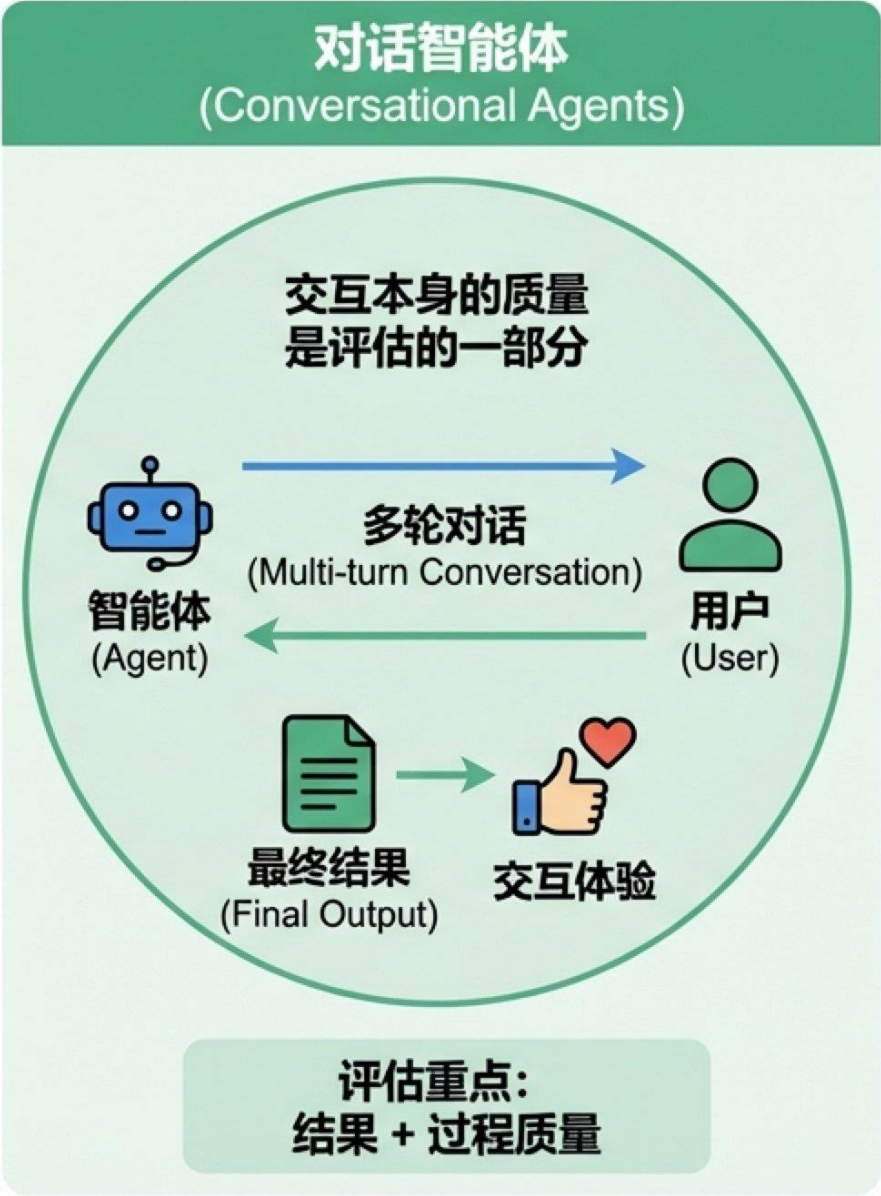 对话智能体
(Conversational Agents)
交互本身的质量
是评估的一部分
多轮对话
(Multi-turn Conversation)
智能体
(Agent)
用户
(User)
最终结果
(Final Output)
交互体验
评估重点：
结果 + 过程质量